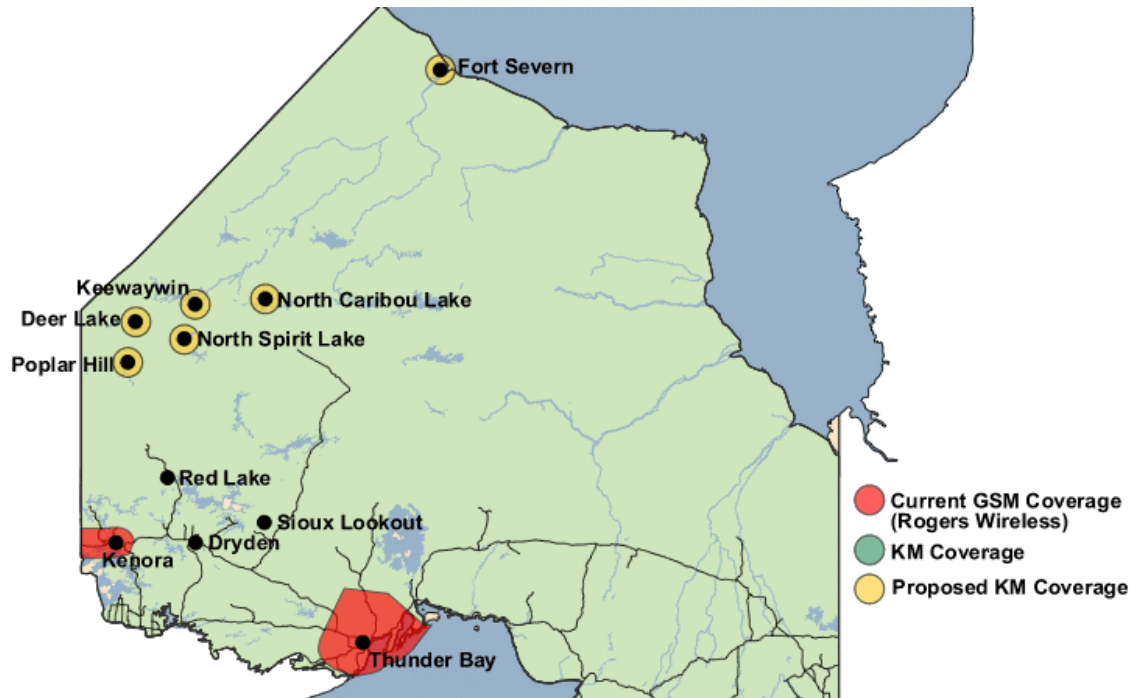 Fort Severn
Keewaywin
North Caribou Lake
Deer Lake
North Spirit Lake
Poplar Hill
Red Lake
Sioux Lookout
Dryden
Kenora
Thunder Bay
Current GSM Coverage
(Rogers Wireless)
KM Coverage
Proposed KM Coverage